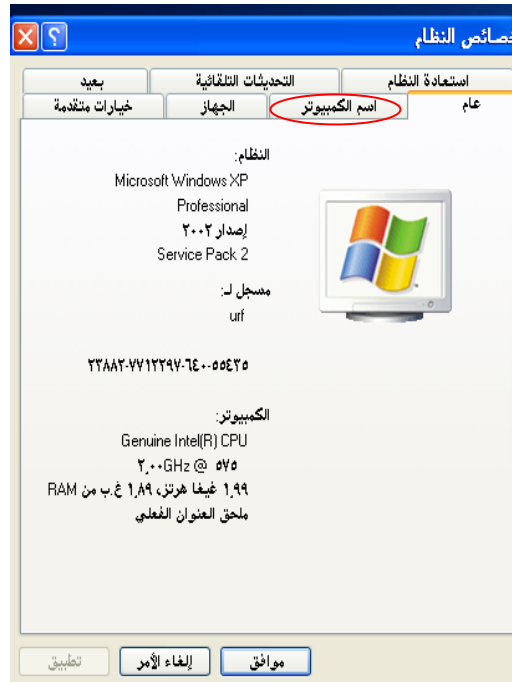 خصائص النظام
استعادة النظام
التحديثات التلقائية
بعيد
عام
اسم الكمبيوتر
الجهاز
خيارات متقدمة
النظام:
Microsoft Windows XP
Professional
إصدار ٢٠٠٢
Service Pack 2
مسجل لـ:
urf
٥٥٤٣٥-٦٤٠-٧٧١٢٢٩٧-٢٣٨٨٢
الكمبيوتر:
Genuine Intel(R) CPU
٥٧٥ @ ٢٫٠٠GHz
١٫٩٩ غيغا هرتز، ١٫٨٩ غ.ب من RAM
ملحق العنوان الفعلي
موافق
إلغاء الأمر
تطبيق